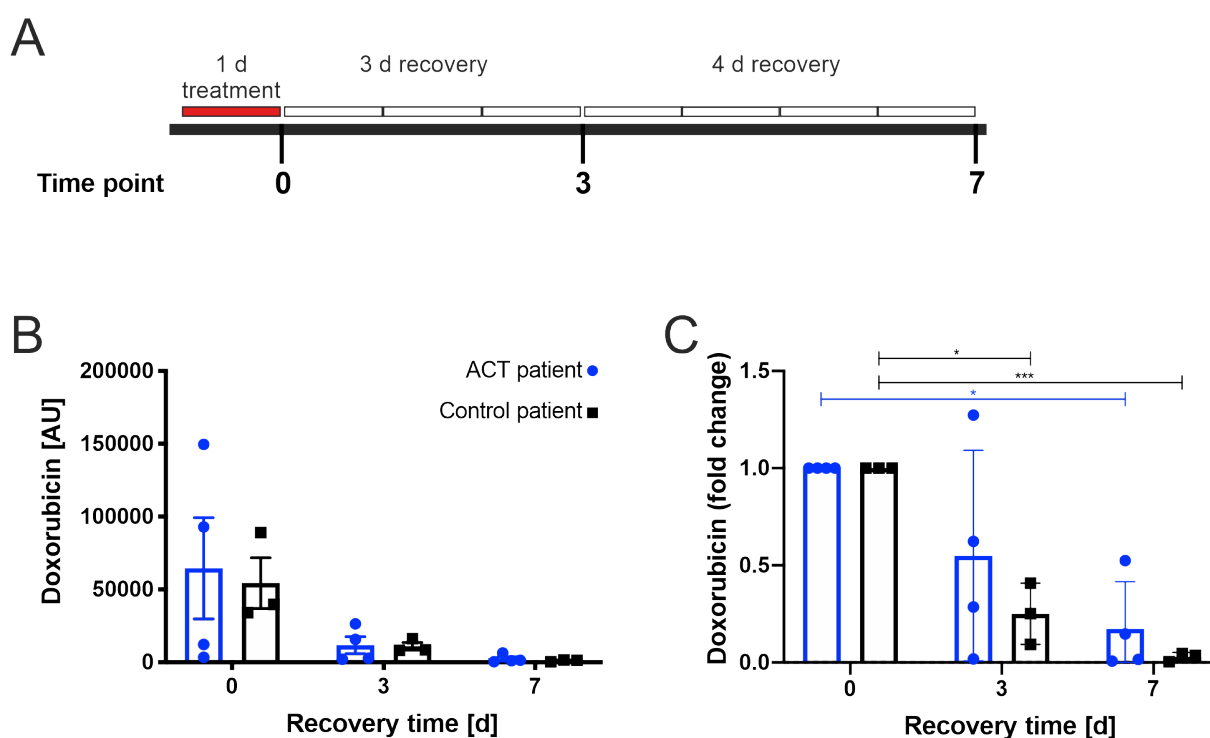 A
1 d
treatment
3 d recovery
4 d recovery
Time point
0
3
7
B
Doxorubicin [AU]
200000
150000
100000
50000
0
ACT patient
Control patient
0
3
7
Recovery time [d]
C
Doxorubicin (fold change)
1.5
1.0
0.5
0.0
*
***
*
0
3
7
Recovery time [d]